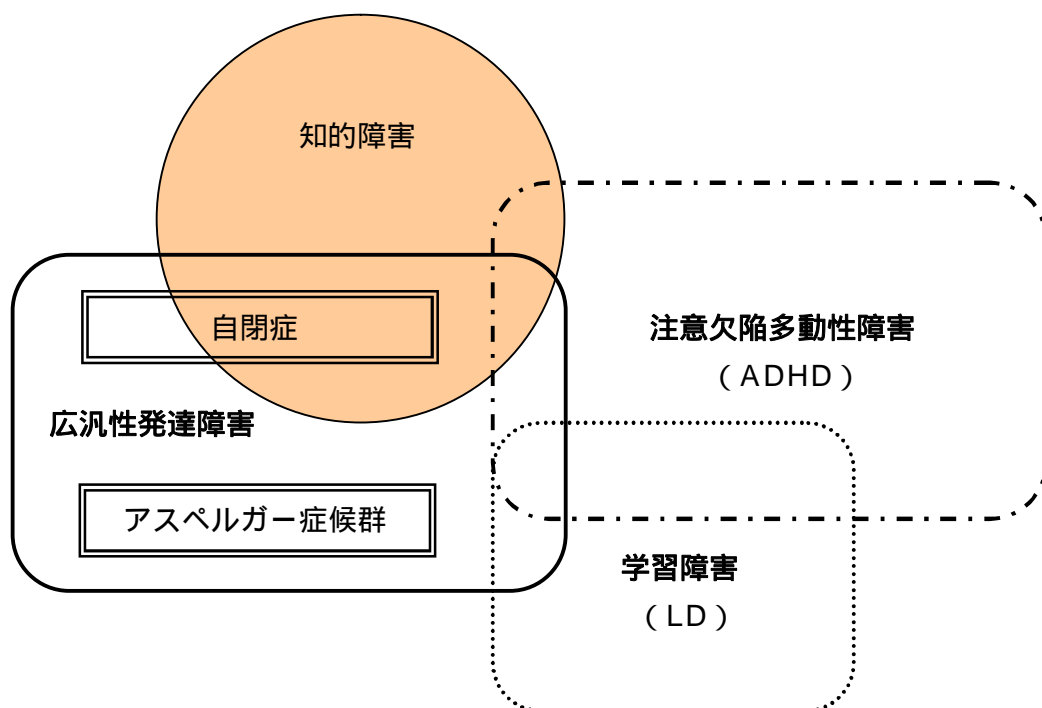 知的障害
自閉症
注意欠陥多動性障害
（ADHD）
広汎性発達障害
アスペルガー症候群
学習障害
（LD）